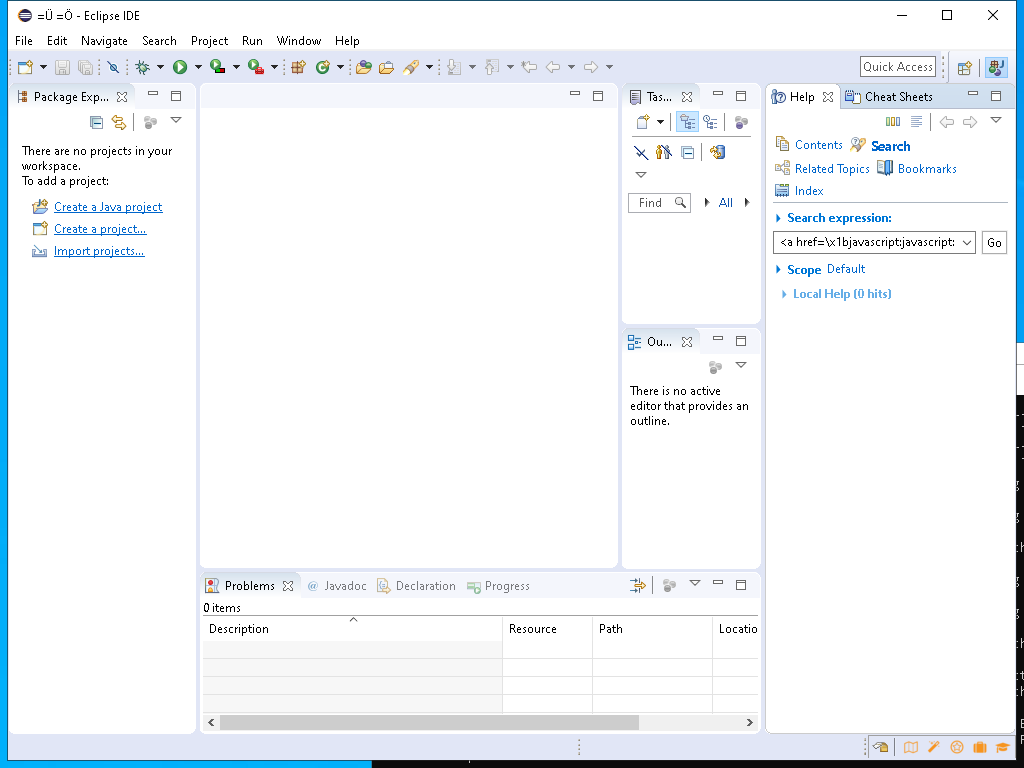 =Ü =Ö - Eclipse IDE
File Edit Navigate Search Project Run Window Help
Quick Access
Package Exp...
There are no projects in your
workspace.
To add a project:
Create a Java project
Create a project...
Import projects...
Tas...
Find
All
Ou...
There is no active
editor that provides an
outline.
Help
Cheat Sheets
Contents
Search
Related Topics
Bookmarks
Index
Search expression:
<a href=\x1bjavascript:javascript:
Go
Scope Default
Local Help (0 hits)
Problems
@ Javadoc
Declaration
Progress
0 items
Description
Resource
Path
Locatio